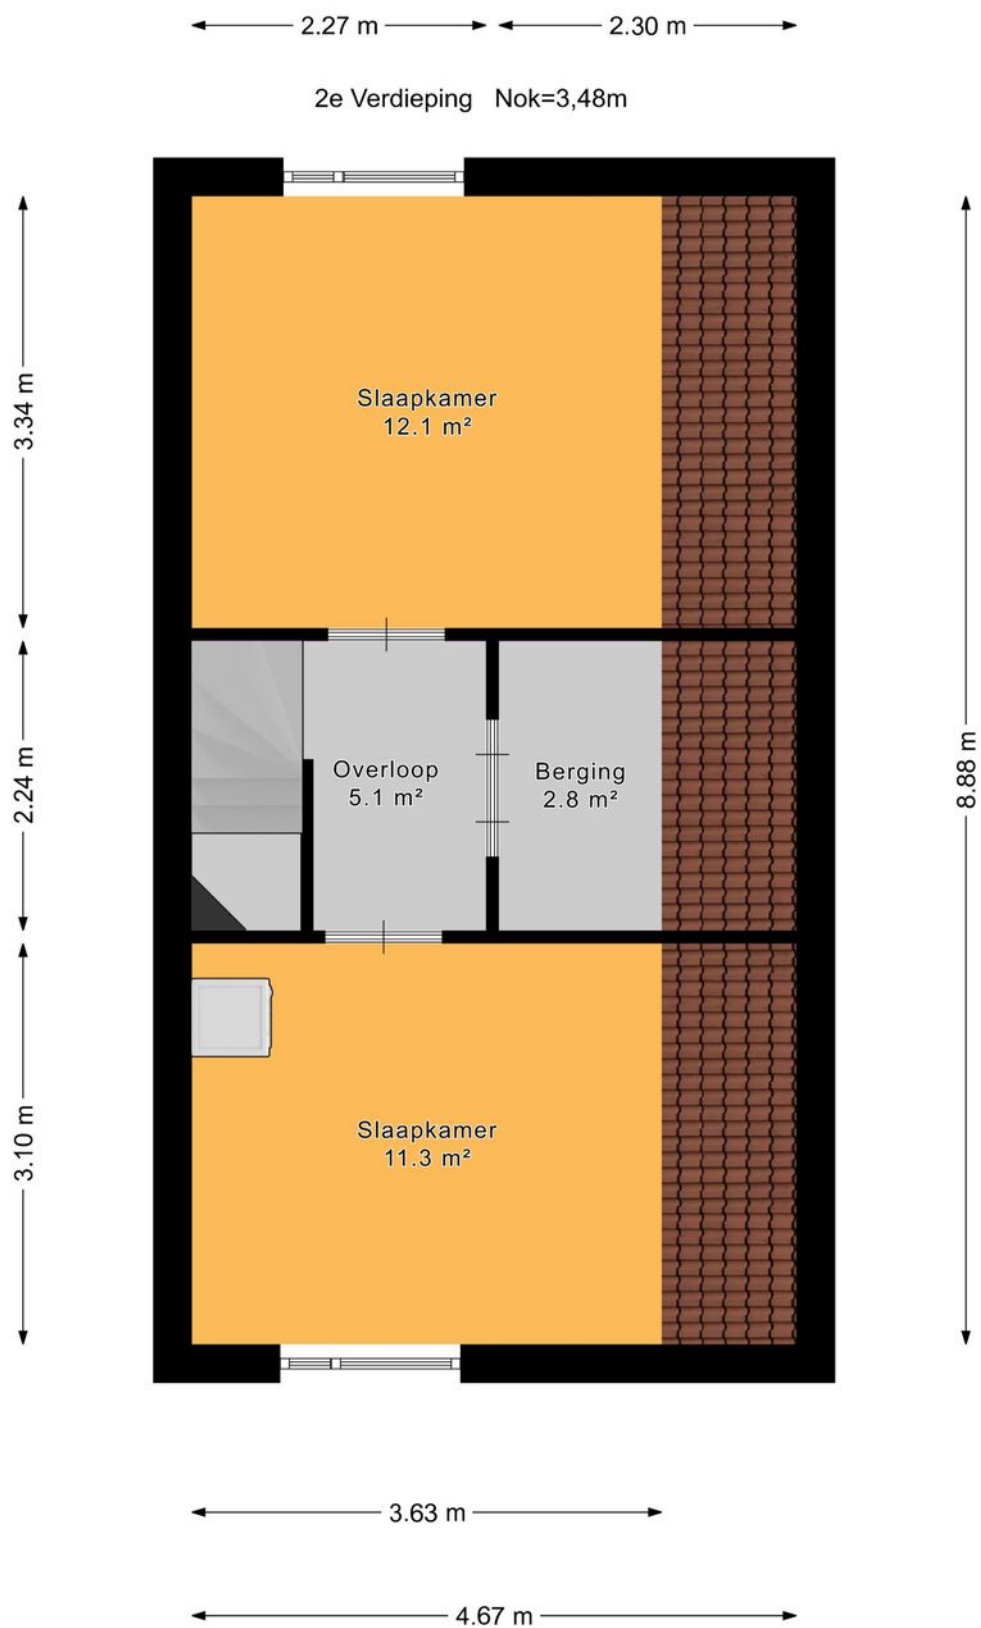 2.27 m
2.30 m
2e Verdieping Nok=3,48m
3.34 m
Slaapkamer
12.1 m²
2.24 m
Overloop
5.1 m²
Berging
2.8 m²
8.88 m
3.10 m
Slaapkamer
11.3 m²
3.63 m
4.67 m